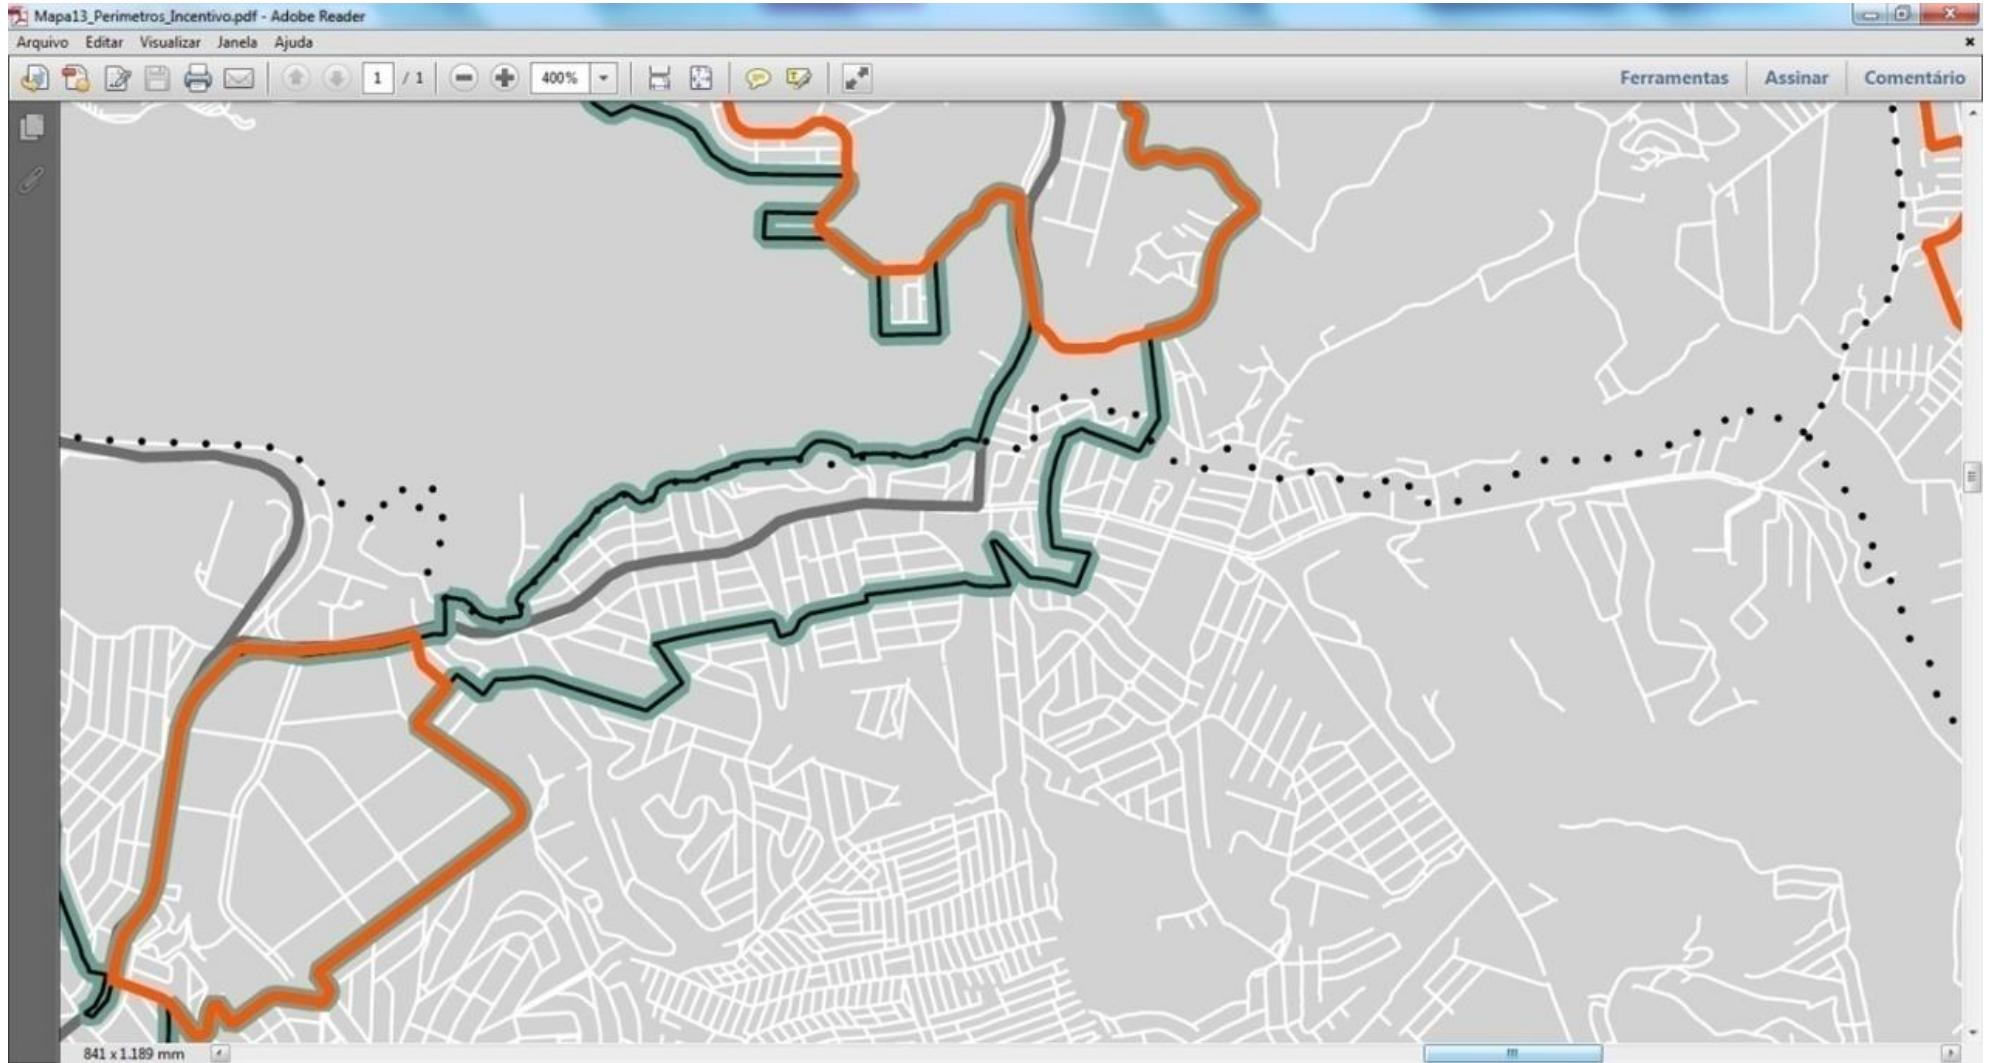 Mapa13_Perimetros_Incentivo.pdf - Adobe Reader
Arquivo Editar Visualizar Janela Ajuda
1 / 1 400% Ferramentas Assinar Comentário
841 x 1.189 mm